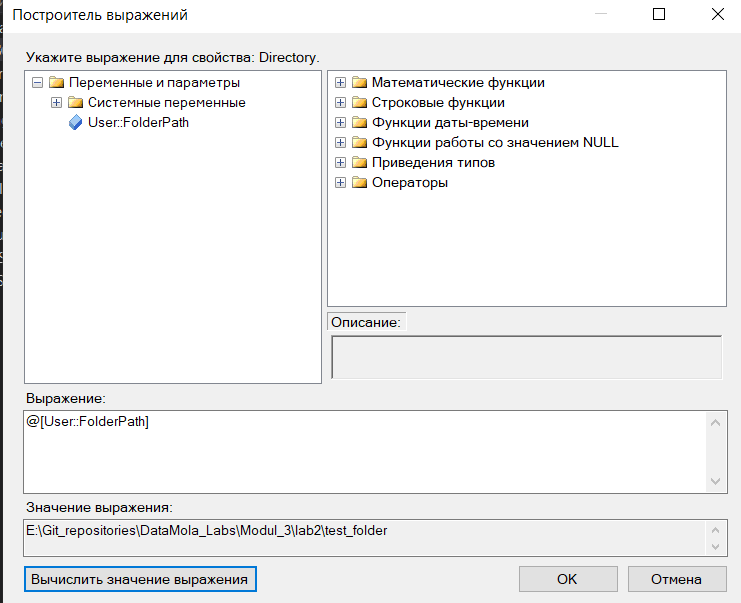 Построитель выражений
Укажите выражение для свойства: Directory.
Переменные и параметры
Системные переменные
User::FolderPath
Математические функции
Строковые функции
Функции даты-времени
Функции работы со значением NULL
Приведения типов
Операторы
Описание:
Выражение:
@[User::FolderPath]
Значение выражения:
E:\Git_repositories\DataMola_Labs\Modul_3\lab2\test_folder
Вычислить значение выражения
OK
Отмена